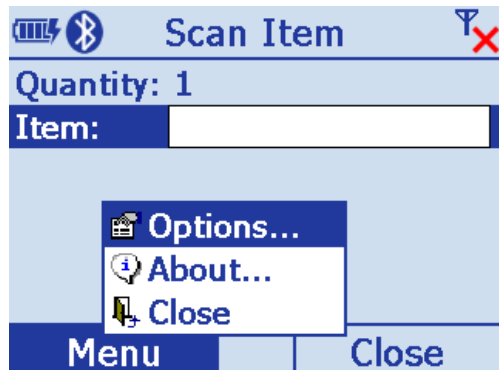 Scan Item
Quantity: 1
Item:
Options...
About...
Close
Menu Close